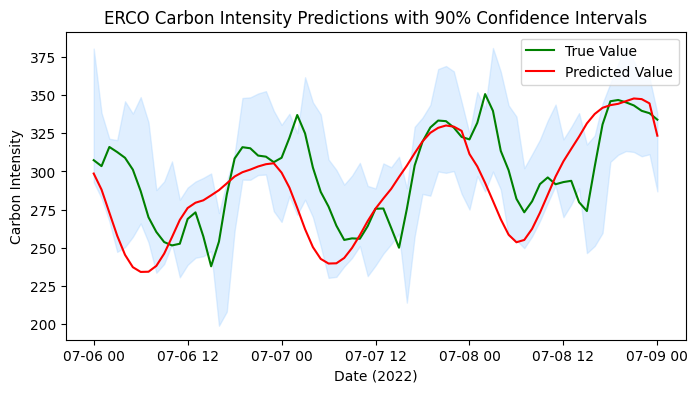 ERCO Carbon Intensity Predictions with 90% Confidence Intervals
True Value
Predicted Value
Carbon Intensity
375
350
325
300
275
250
225
200
07-06 00 07-06 12 07-07 00 07-07 12 07-08 00 07-08 12 07-09 00
Date (2022)